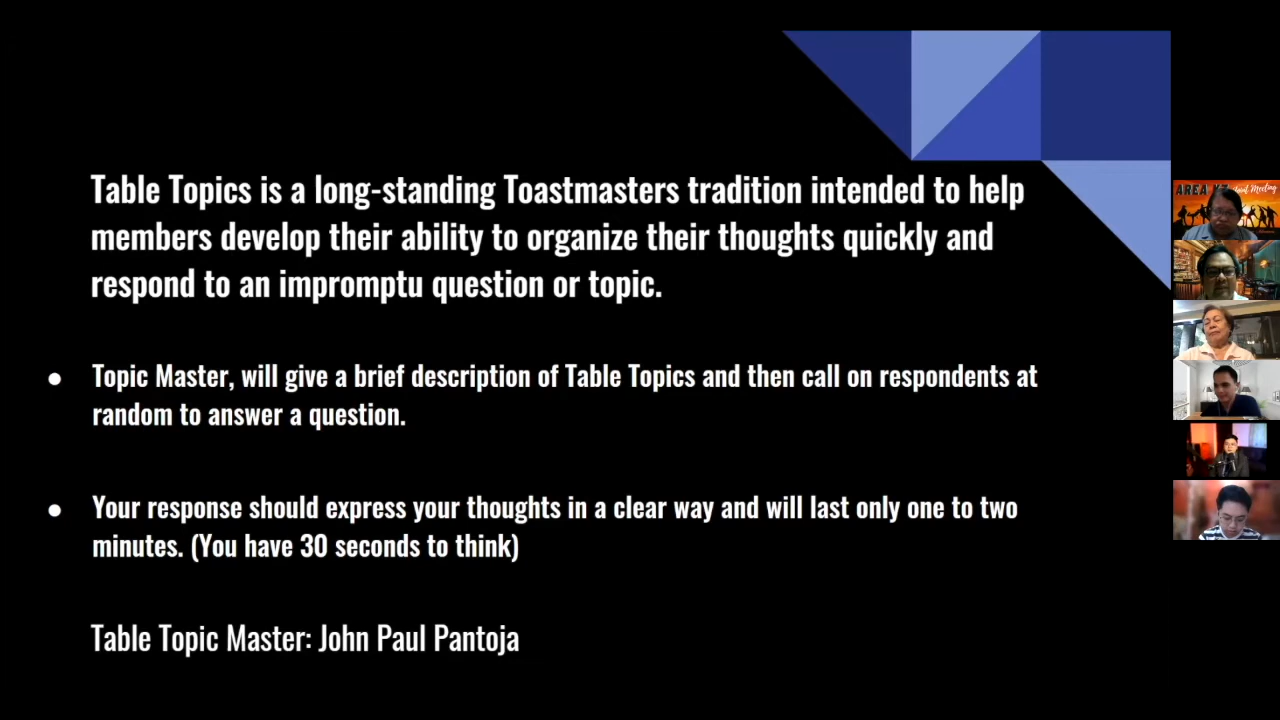 Table Topics is a long-standing Toastmasters tradition intended to help
members develop their ability to organize their thoughts quickly and
respond to an impromptu question or topic.
● Topic Master, will give a brief description of Table Topics and then call on respondents at
random to answer a question.
● Your response should express your thoughts in a clear way and will last only one to two
minutes. (You have 30 seconds to think)
Table Topic Master: John Paul Pantoja
AREA
Meeting